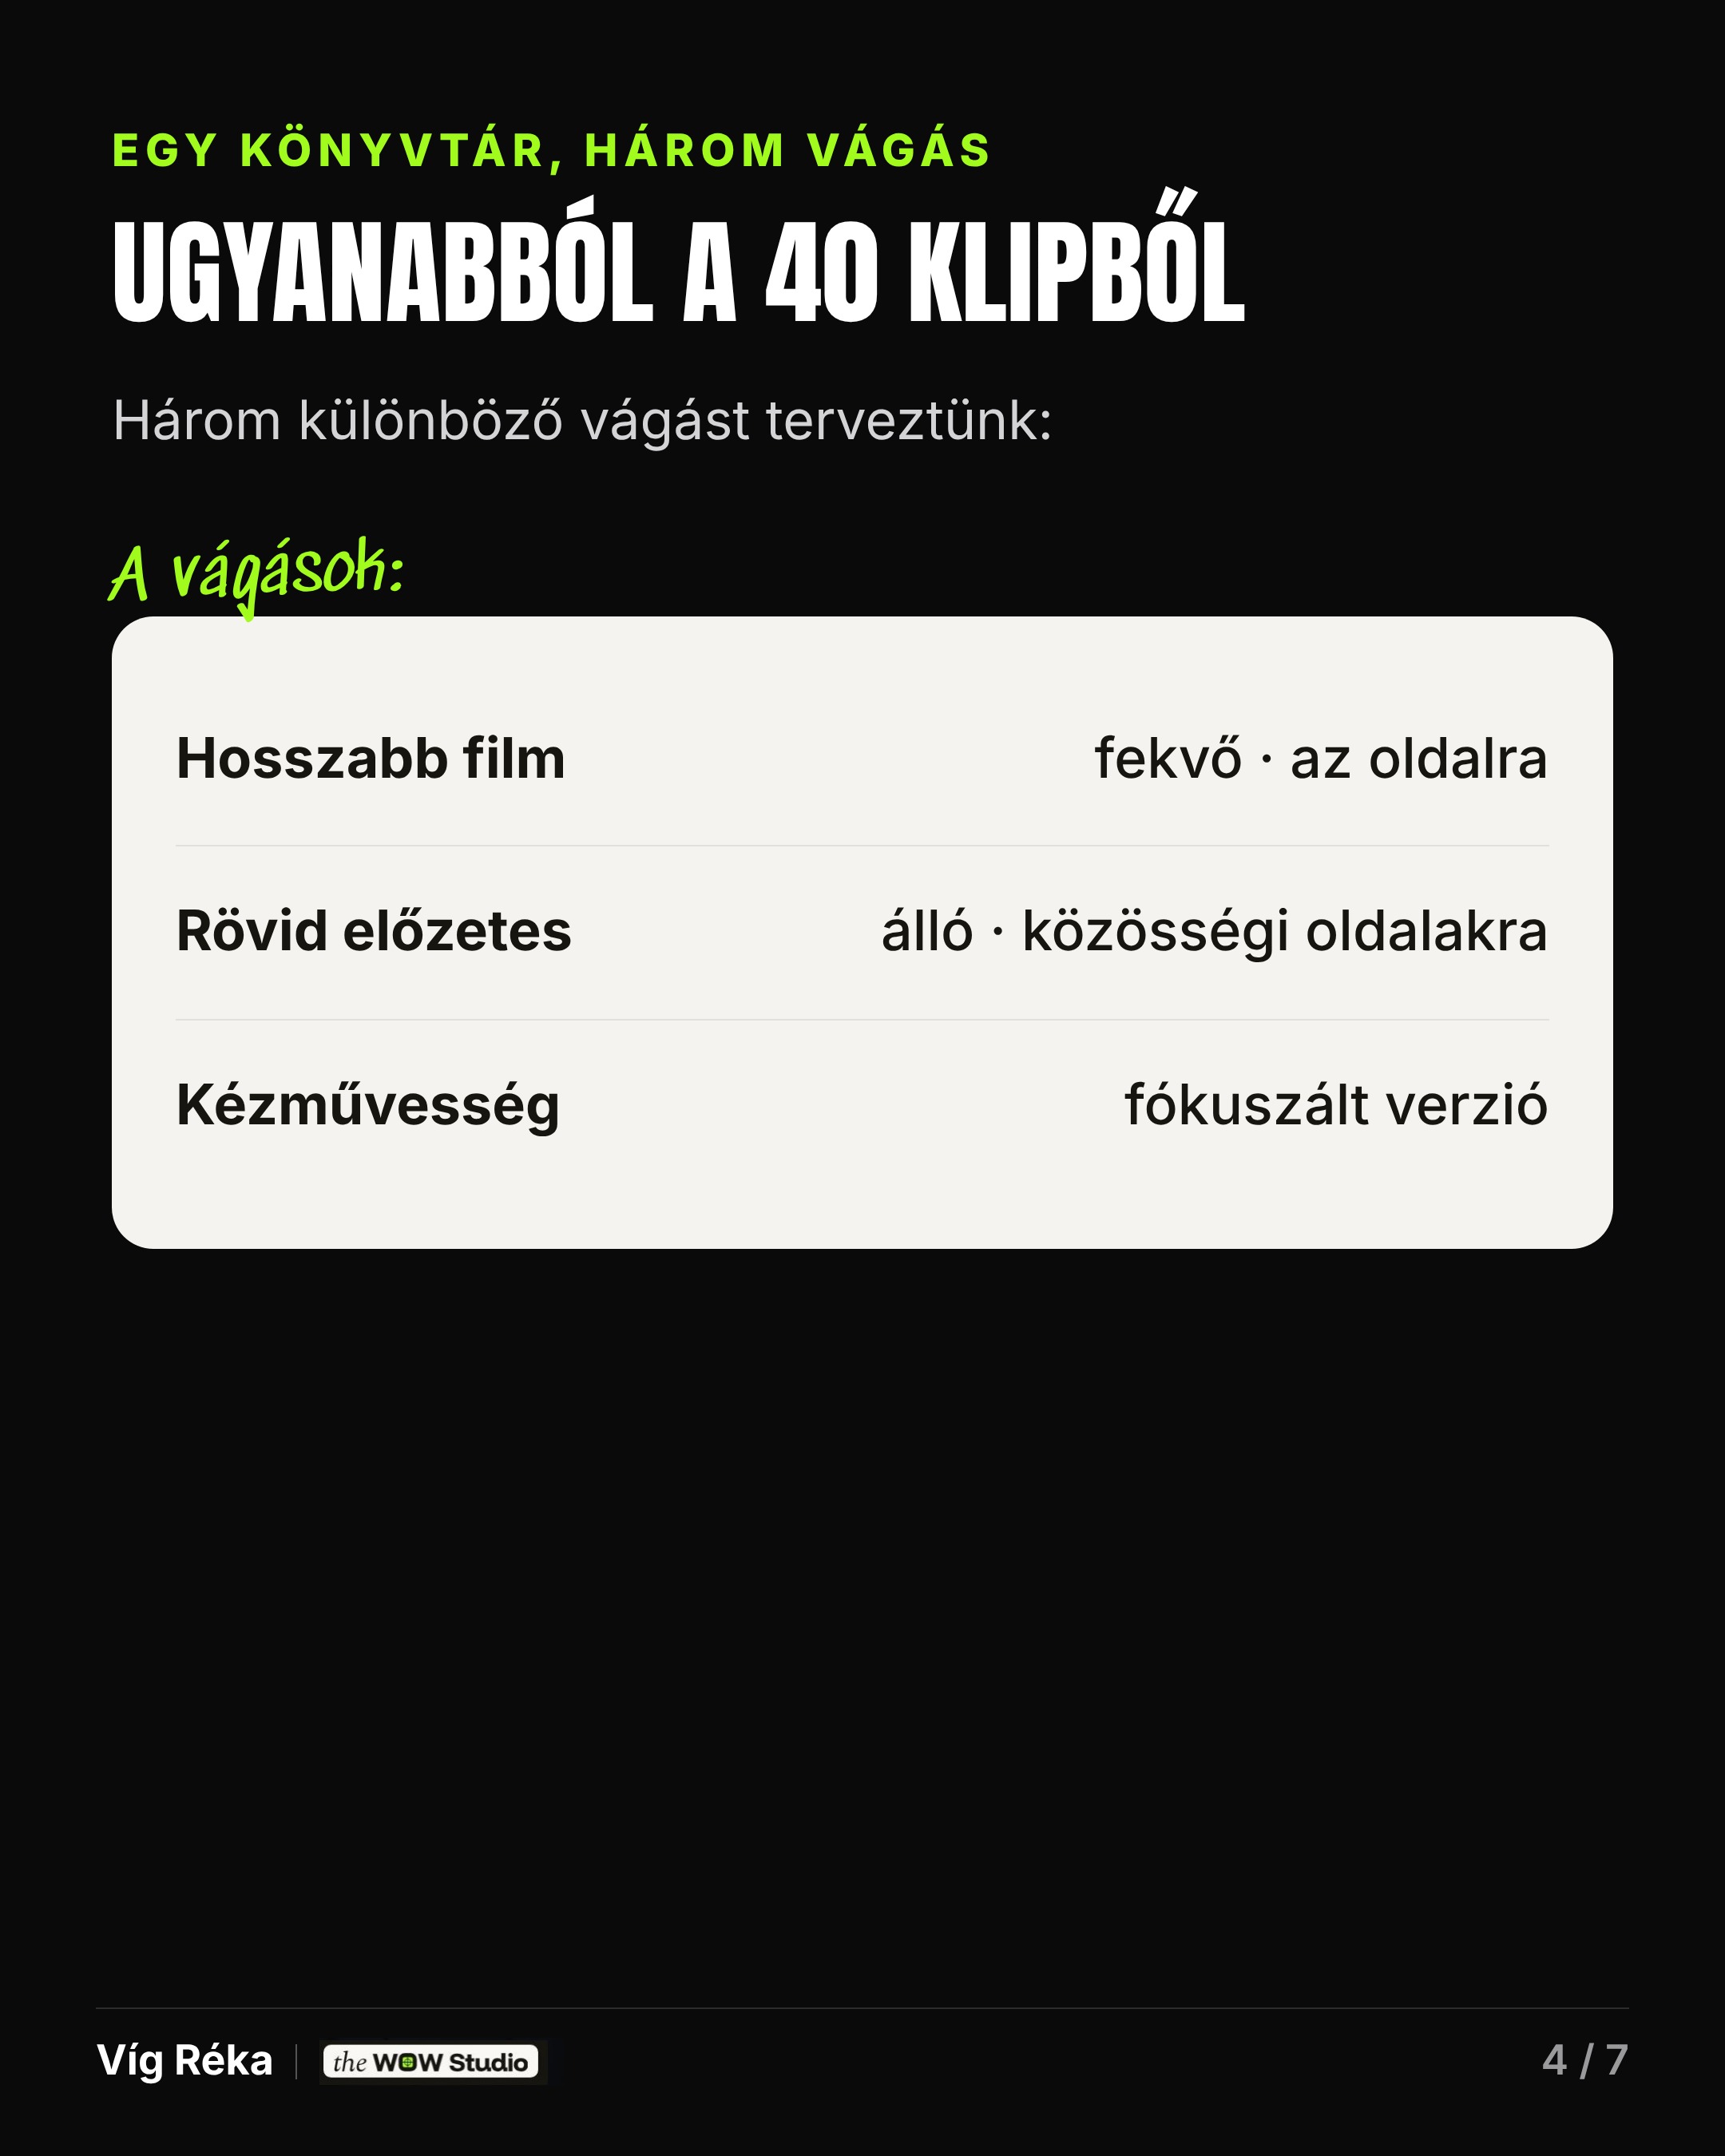 EGY KÖNYVTÁR, HÁROM VÁGÁS
UGYANABBÓL A 40 KLIPBŐL
Három különböző vágást terveztünk:
A vágások:
Hosszabb film fekvő · az oldalra
Rövid előzetes álló · közösségi oldalakra
Kézművesség fókuszált verzió
Víg Réka the WOW Studio 4 / 7